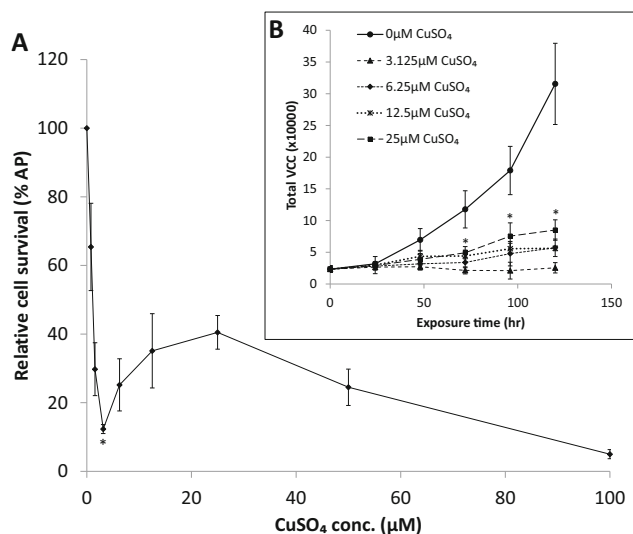 A
Relative cell survival (% AP)
120
100
80
60
40
20
0
*
0
20
40
60
80
100
CuSO₄ conc. (µM)
B
Total VCC (x10000)
40
35
30
25
20
15
10
5
0
0µM CuSO₄
3.125µM CuSO₄
6.25µM CuSO₄
12.5µM CuSO₄
25µM CuSO₄
*
*
*
0
50
100
150
Exposure time (hr)